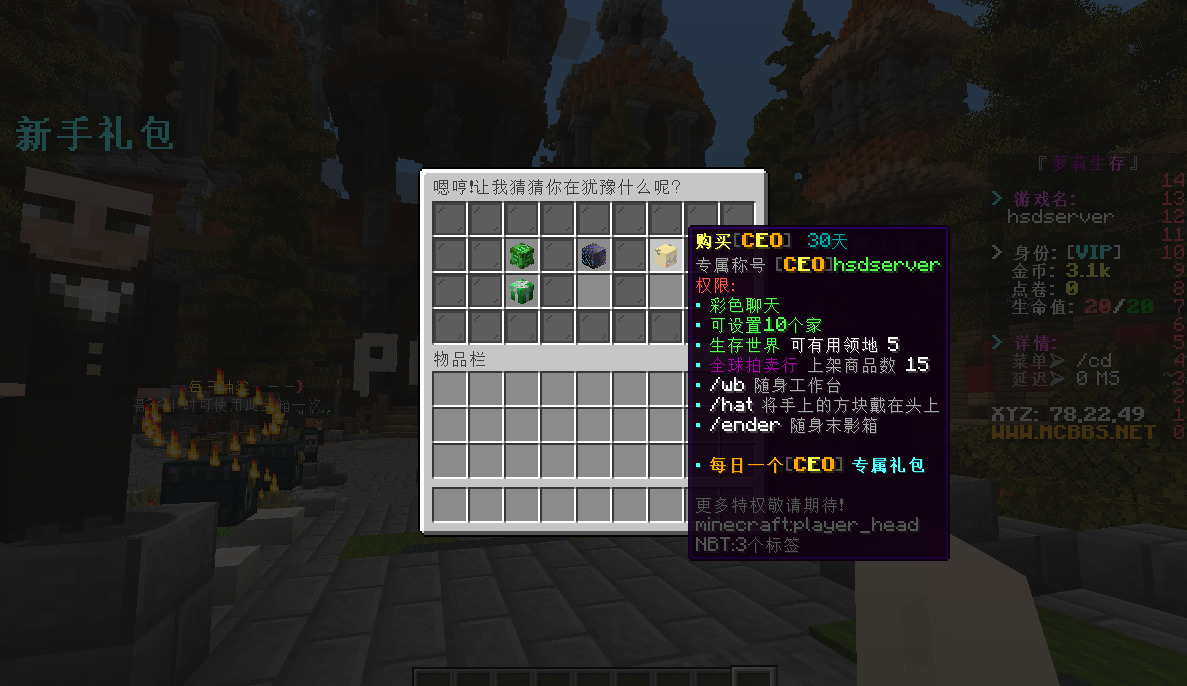 新手礼包
嗯哼!让我猜猜你在犹豫什么呢?
物品栏
购买[CEO] 30天
专属称号 [CEO]hsdserver
权限:
▪ 彩色聊天
▪ 可设置10个家
▪ 生存世界 可有用领地 5
▪ 全球拍卖行 上架商品数 15
▪ /wb 随身工作台
▪ /hat 将手上的方块戴在头上
▪ /ender 随身末影箱
▪ 每日一个[CEO] 专属礼包
更多特权敬请期待!
minecraft:player_head
NBT:3个标签
『萝莉生存』
游戏名:
hsdserver
身份: [VIP]
金币: 3.1k
点卷: 0
生命值: 20/20
详情:
菜单➤ /cd
延迟➤ 0 MS
XYZ: 78,22,49
WWW.MCBBS.NET
14
13
12
11
10
9
8
7
6
5
4
3
2
1
0